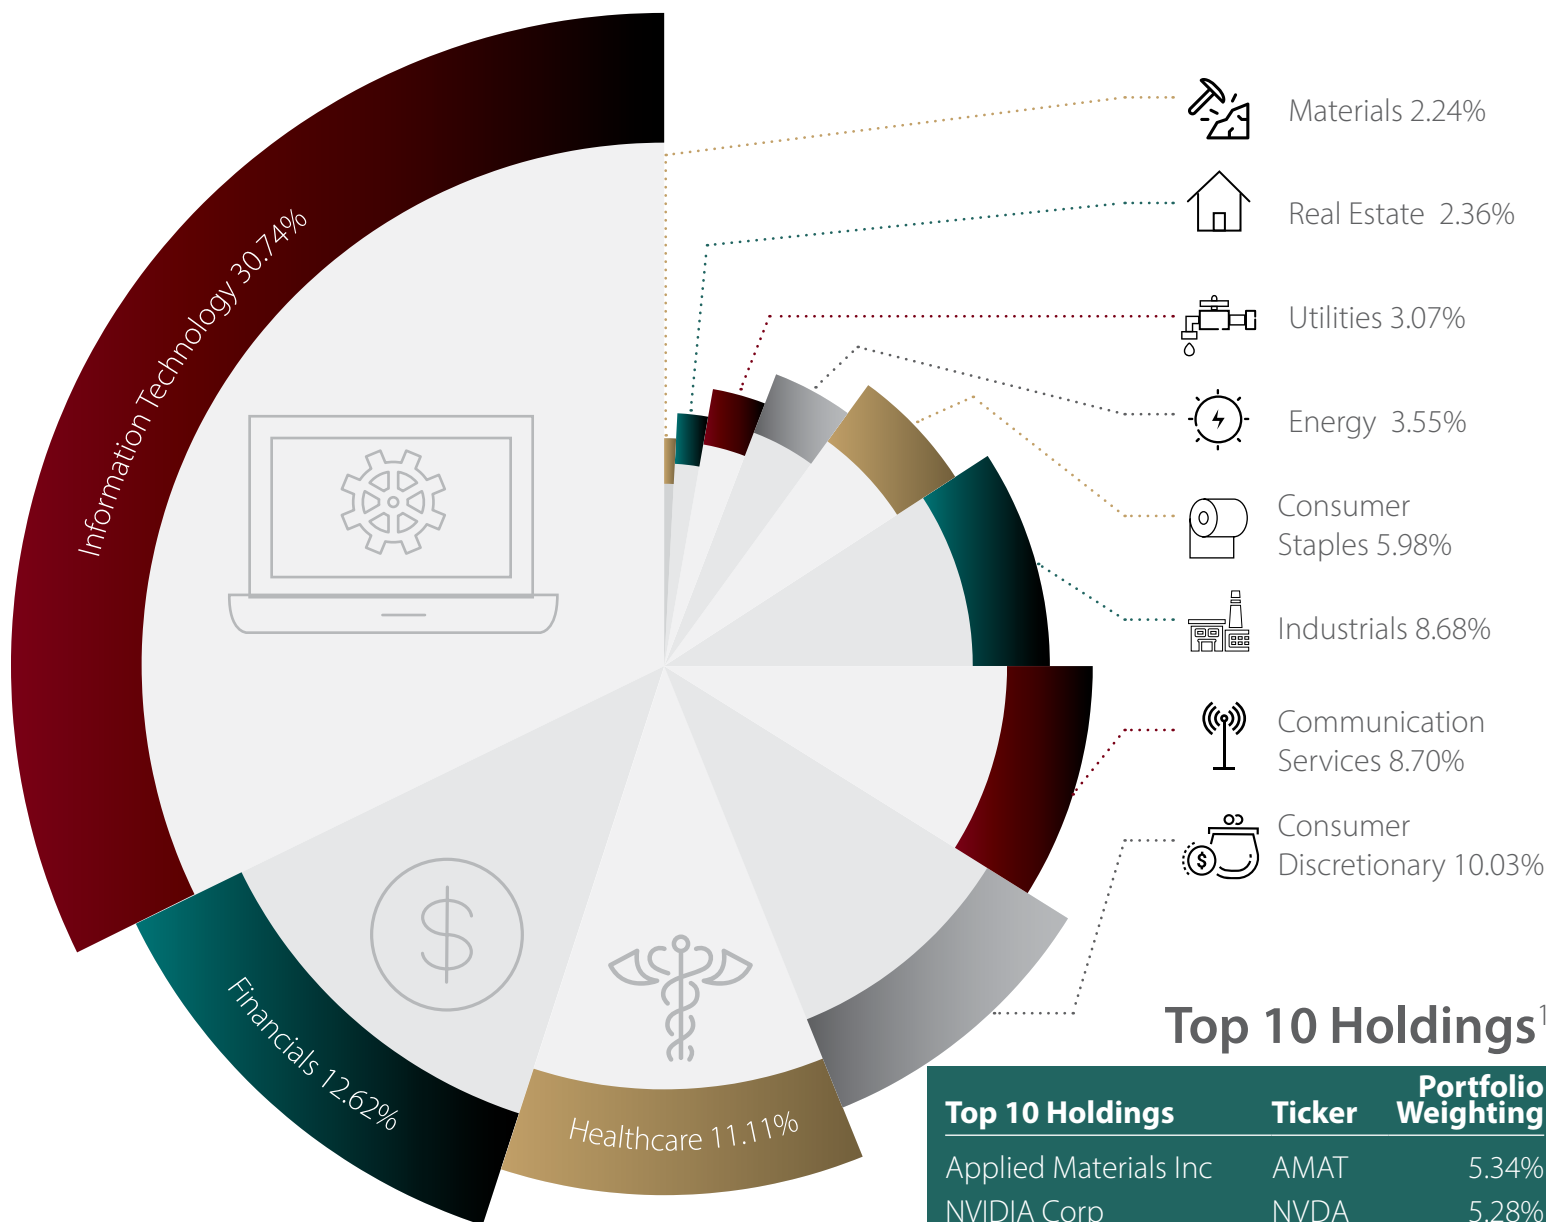 Materials 2.24%
Real Estate 2.36%
Utilities 3.07%
Energy 3.55%
Consumer
Staples 5.98%
Industrials 8.68%
Communication
Services 8.70%
Consumer
Discretionary 10.03%
Information Technology 30.74%
Financials 12.62%
Healthcare 11.11%
$
$
Top 10 Holdings1
Top 10 Holdings Ticker Portfolio Weighting
Applied Materials Inc AMAT 5.34%
NVIDIA Corp NVDA 5.28%